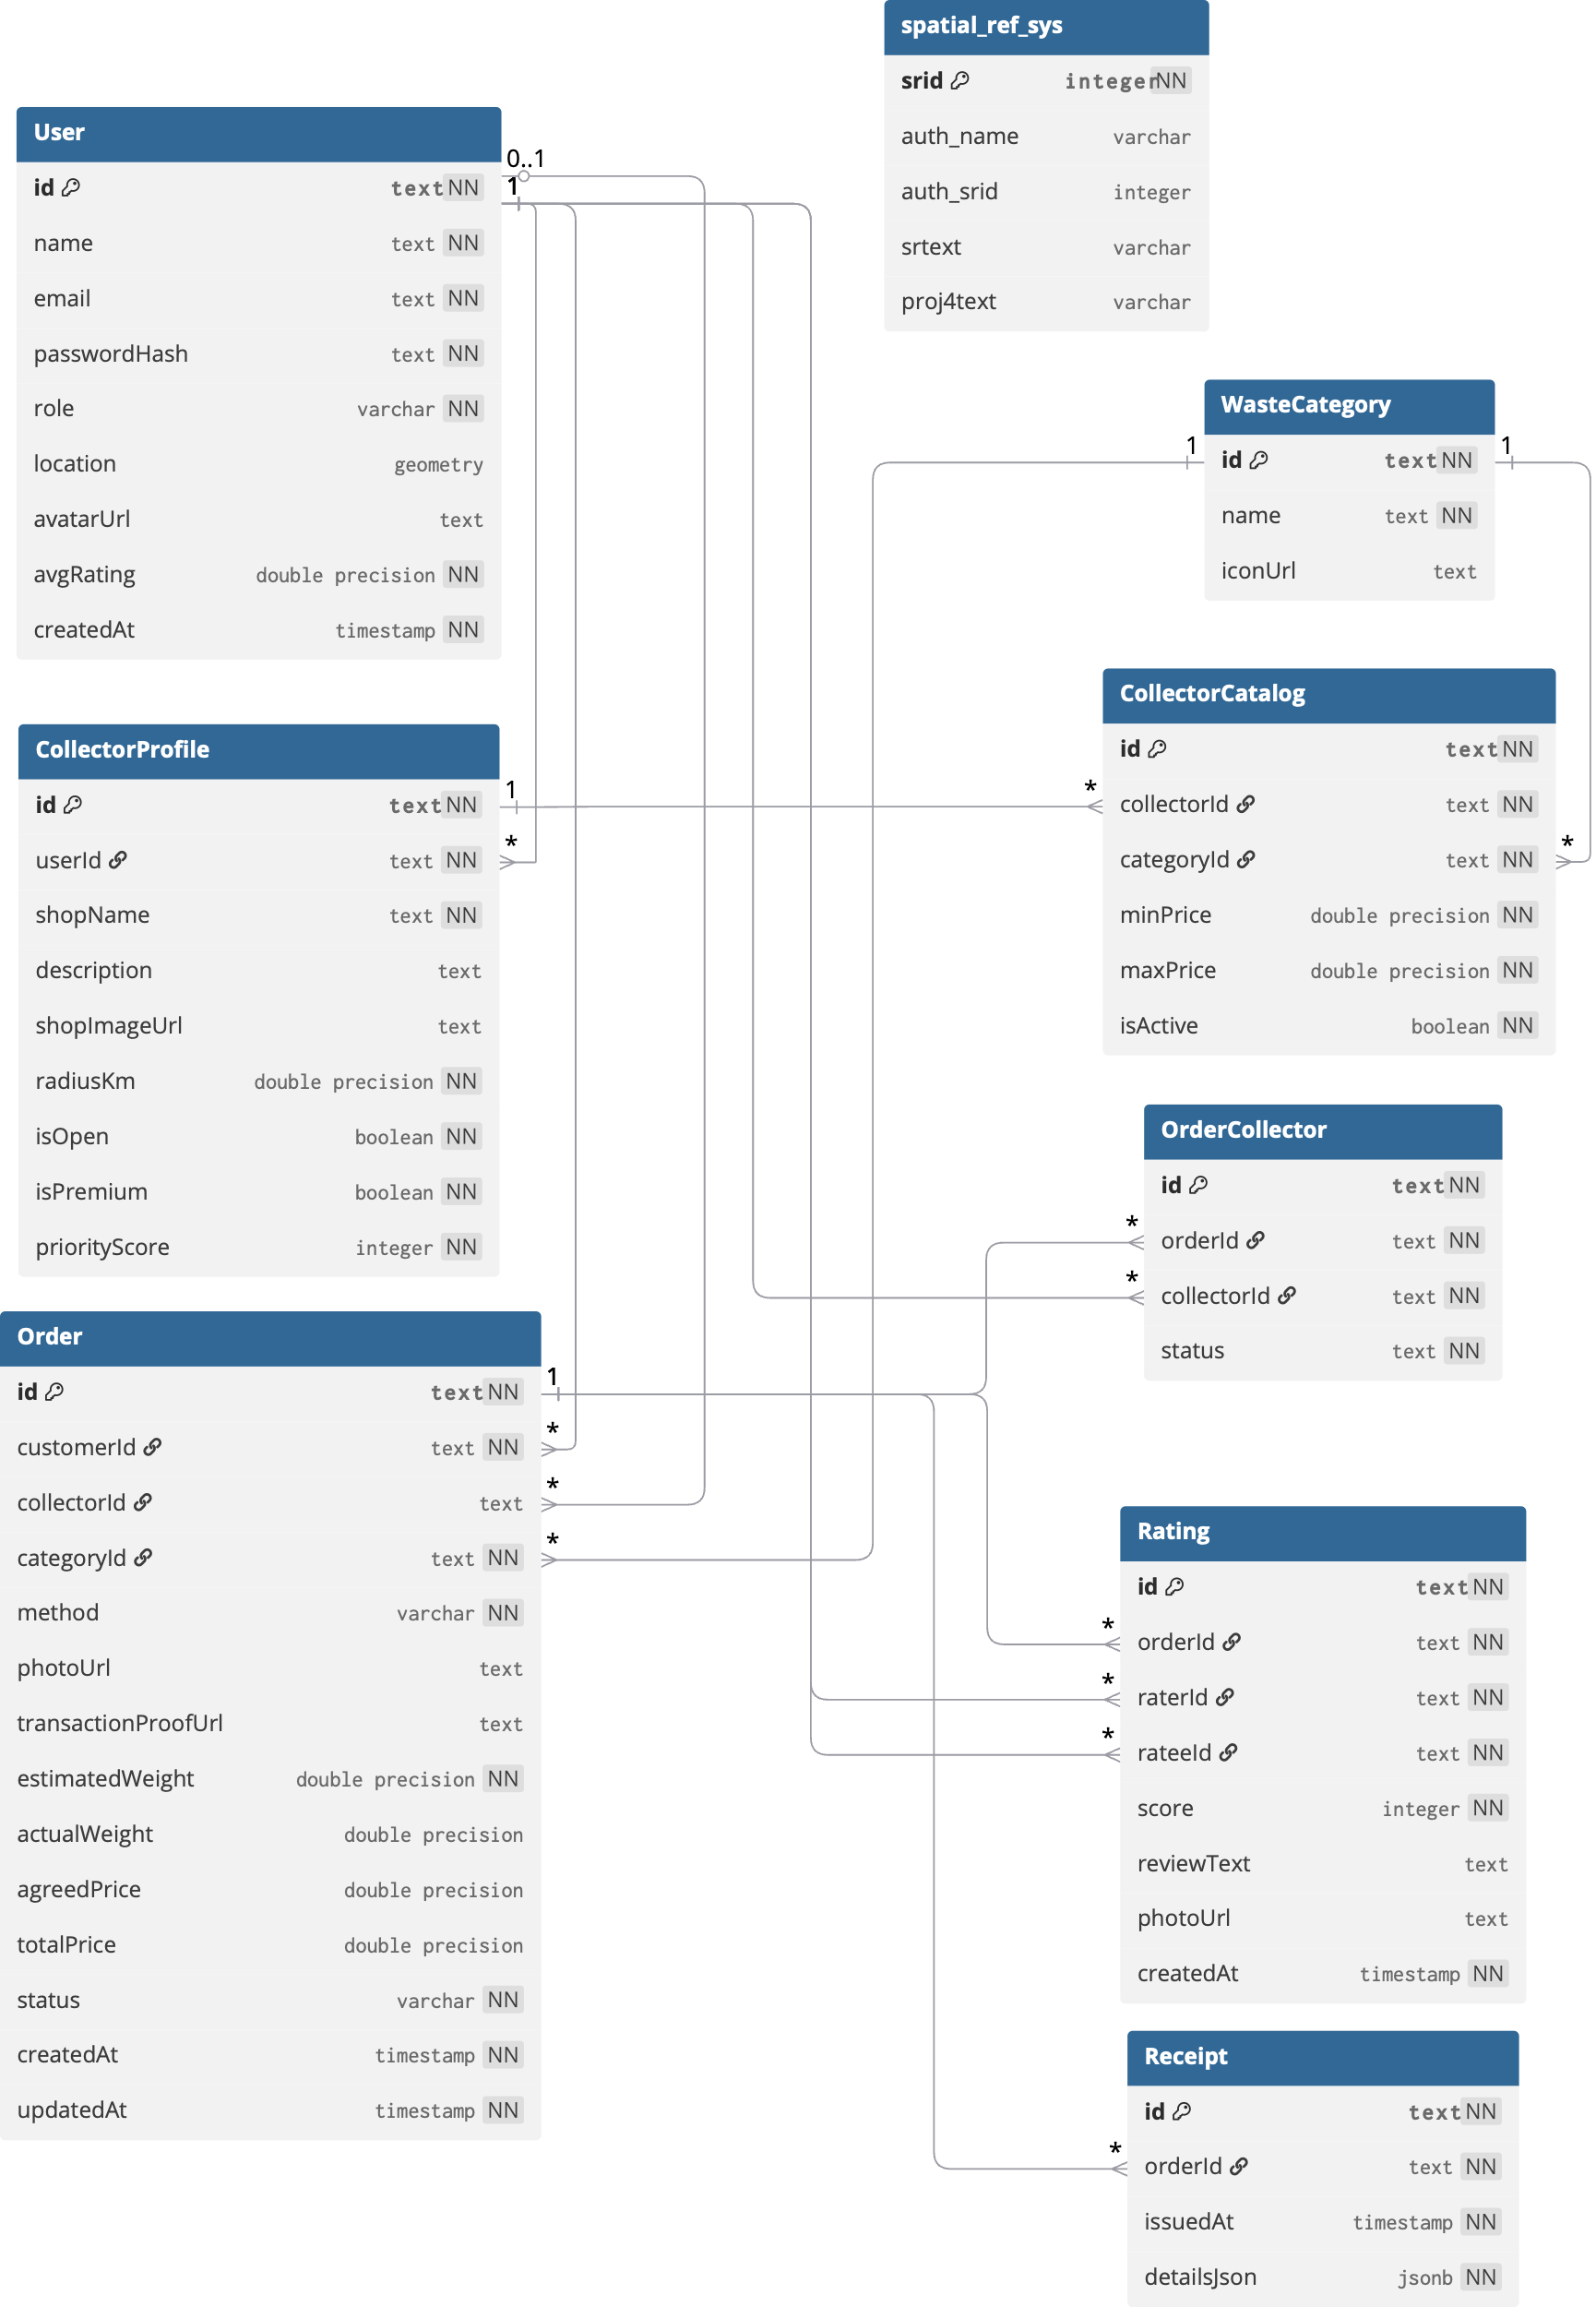 spatial_ref_sys
srid integer NN
auth_name varchar
auth_srid integer
srtext varchar
proj4text varchar
User
id text NN
name text NN
email text NN
passwordHash text NN
role varchar NN
location geometry
avatarUrl text
avgRating double precision NN
createdAt timestamp NN
0..1
1
WasteCategory
1 id text NN 1
name text NN
iconUrl text
CollectorProfile
id text NN 1
userId text NN *
shopName text NN
description text
shopImageUrl text
radiusKm double precision NN
isOpen boolean NN
isPremium boolean NN
priorityScore integer NN
CollectorCatalog
id text NN
* collectorId text NN
categoryId text NN *
minPrice double precision NN
maxPrice double precision NN
isActive boolean NN
OrderCollector
id text NN
* orderId text NN
* collectorId text NN
status text NN
Order
id text NN 1
customerId text NN *
collectorId text *
categoryId text NN *
method varchar NN
photoUrl text
transactionProofUrl text
estimatedWeight double precision NN
actualWeight double precision
agreedPrice double precision
totalPrice double precision
status varchar NN
createdAt timestamp NN
updatedAt timestamp NN
Rating
id text NN
* orderId text NN
* raterId text NN
* rateeId text NN
score integer NN
reviewText text
photoUrl text
createdAt timestamp NN
Receipt
id text NN
* orderId text NN
issuedAt timestamp NN
detailsJson jsonb NN